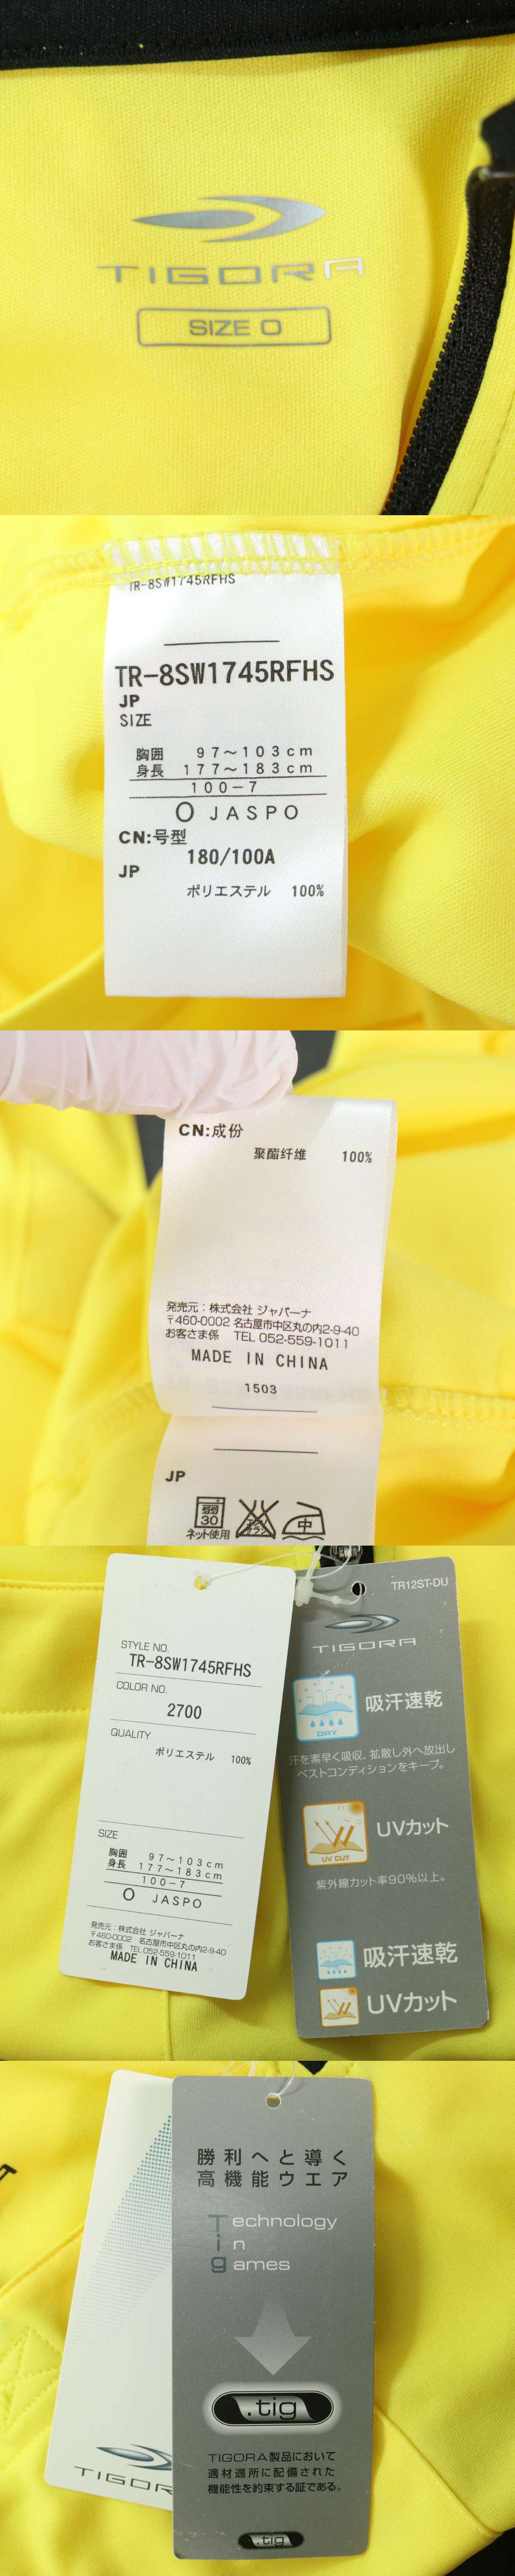 TIGORA
SIZE O
TR-8SW1745RFHS
TR-8SW1745RFHS
JP
SIZE
胸囲 97～103cm
身長 177～183cm
100-7
O JASPO
CN:号型
180/100A
JP
ポリエステル 100%
CN:成份
聚酯纤维 100%
発売元：株式会社 ジャパーナ
〒460-0002 名古屋市中区丸の内2-9-40
お客さま係 TEL 052-559-1011
MADE IN CHINA
1503
JP
弱
30
ネット使用
エンソ
サラシ
中
STYLE NO.
TR-8SW1745RFHS
COLOR NO.
2700
QUALITY
ポリエステル 100%
SIZE
胸囲 97～103cm
身長 177～183cm
100-7
O JASPO
発売元：株式会社 ジャパーナ
〒460-0002 名古屋市中区丸の内2-9-40
お客さま係 TEL 052-559-1011
MADE IN CHINA
TR12ST-DU
TIGORA
DRY
吸汗速乾
汗を素早く吸収、拡散し外へ放出し
ベストコンディションをキープ。
UV CUT
UVカット
紫外線カット率90%以上。
吸汗速乾
UVカット
勝利へと導く
高機能ウエア
Technology
in
games
.tig
TIGORA製品において
適材適所に配備された
機能性を約束する証である。
.tig
TIGOR